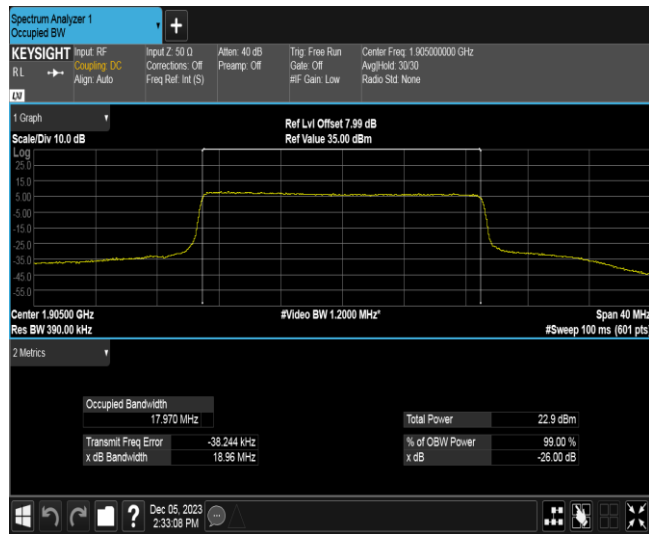 Spectrum Analyzer 1
Occupied BW
+
KEYSIGHT
R L
LXI
Input: RF
Coupling: DC
Align: Auto
Input Z: 50 Ω
Corrections: Off
Freq Ref: Int (S)
Atten: 40 dB
Preamp: Off
Trig: Free Run
Gate: Off
#IF Gain: Low
Center Freq: 1.905000000 GHz
Avg|Hold: 30/30
Radio Std: None
1 Graph
Scale/Div 10.0 dB
Ref Lvl Offset 7.99 dB
Ref Value 35.00 dBm
Log
25.0
15.0
5.00
-5.00
-15.0
-25.0
-35.0
-45.0
-55.0
Center 1.90500 GHz
Res BW 390.00 kHz
#Video BW 1.2000 MHz*
Span 40 MHz
#Sweep 100 ms (601 pts)
2 Metrics
Occupied Bandwidth
17.970 MHz
Transmit Freq Error -38.244 kHz
x dB Bandwidth 18.96 MHz
Total Power 22.9 dBm
% of OBW Power 99.00 %
x dB -26.00 dB
?
Dec 05, 2023
2:33:08 PM